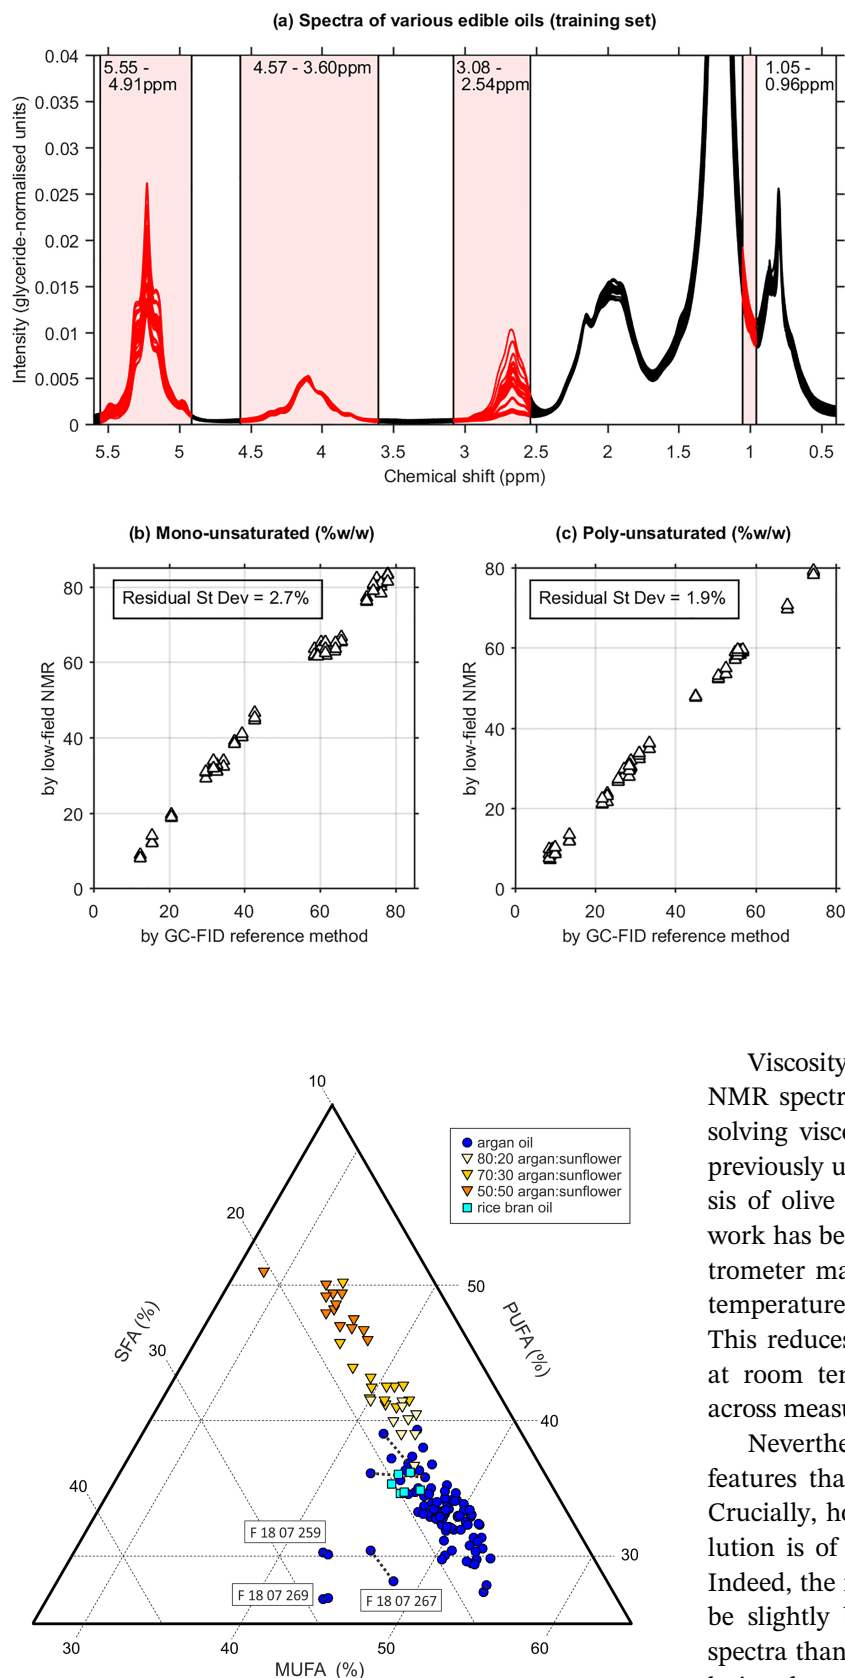 (a) Spectra of various edible oils (training set)
5.55 -
4.91ppm
4.57 - 3.60ppm
3.08 -
2.54ppm
1.05 -
0.96ppm
0.04
0.035
0.03
0.025
0.02
0.015
0.01
0.005
0
Intensity (glyceride-normalised units)
5.5 5 4.5 4 3.5 3 2.5 2 1.5 1 0.5
Chemical shift (ppm)
(b) Mono-unsaturated (%w/w)
Residual St Dev = 2.7%
80
60
40
20
0
by low-field NMR
0 20 40 60 80
by GC-FID reference method
(c) Poly-unsaturated (%w/w)
Residual St Dev = 1.9%
80
60
40
20
0
by low-field NMR
0 20 40 60 80
by GC-FID reference method
10
20
30
40
SFA (%)
argan oil
80:20 argan:sunflower
70:30 argan:sunflower
50:50 argan:sunflower
rice bran oil
50
40
30
PUFA (%)
F 18 07 259
F 18 07 269
F 18 07 267
30 40 50 60
MUFA (%)
Viscosity
NMR spectr
solving visc
previously u
sis of olive
work has be
trometer ma
temperature
This reduces
at room ter
across measu
Neverthe
features tha
Crucially, ho
lution is of
Indeed, the
be slightly
spectra than